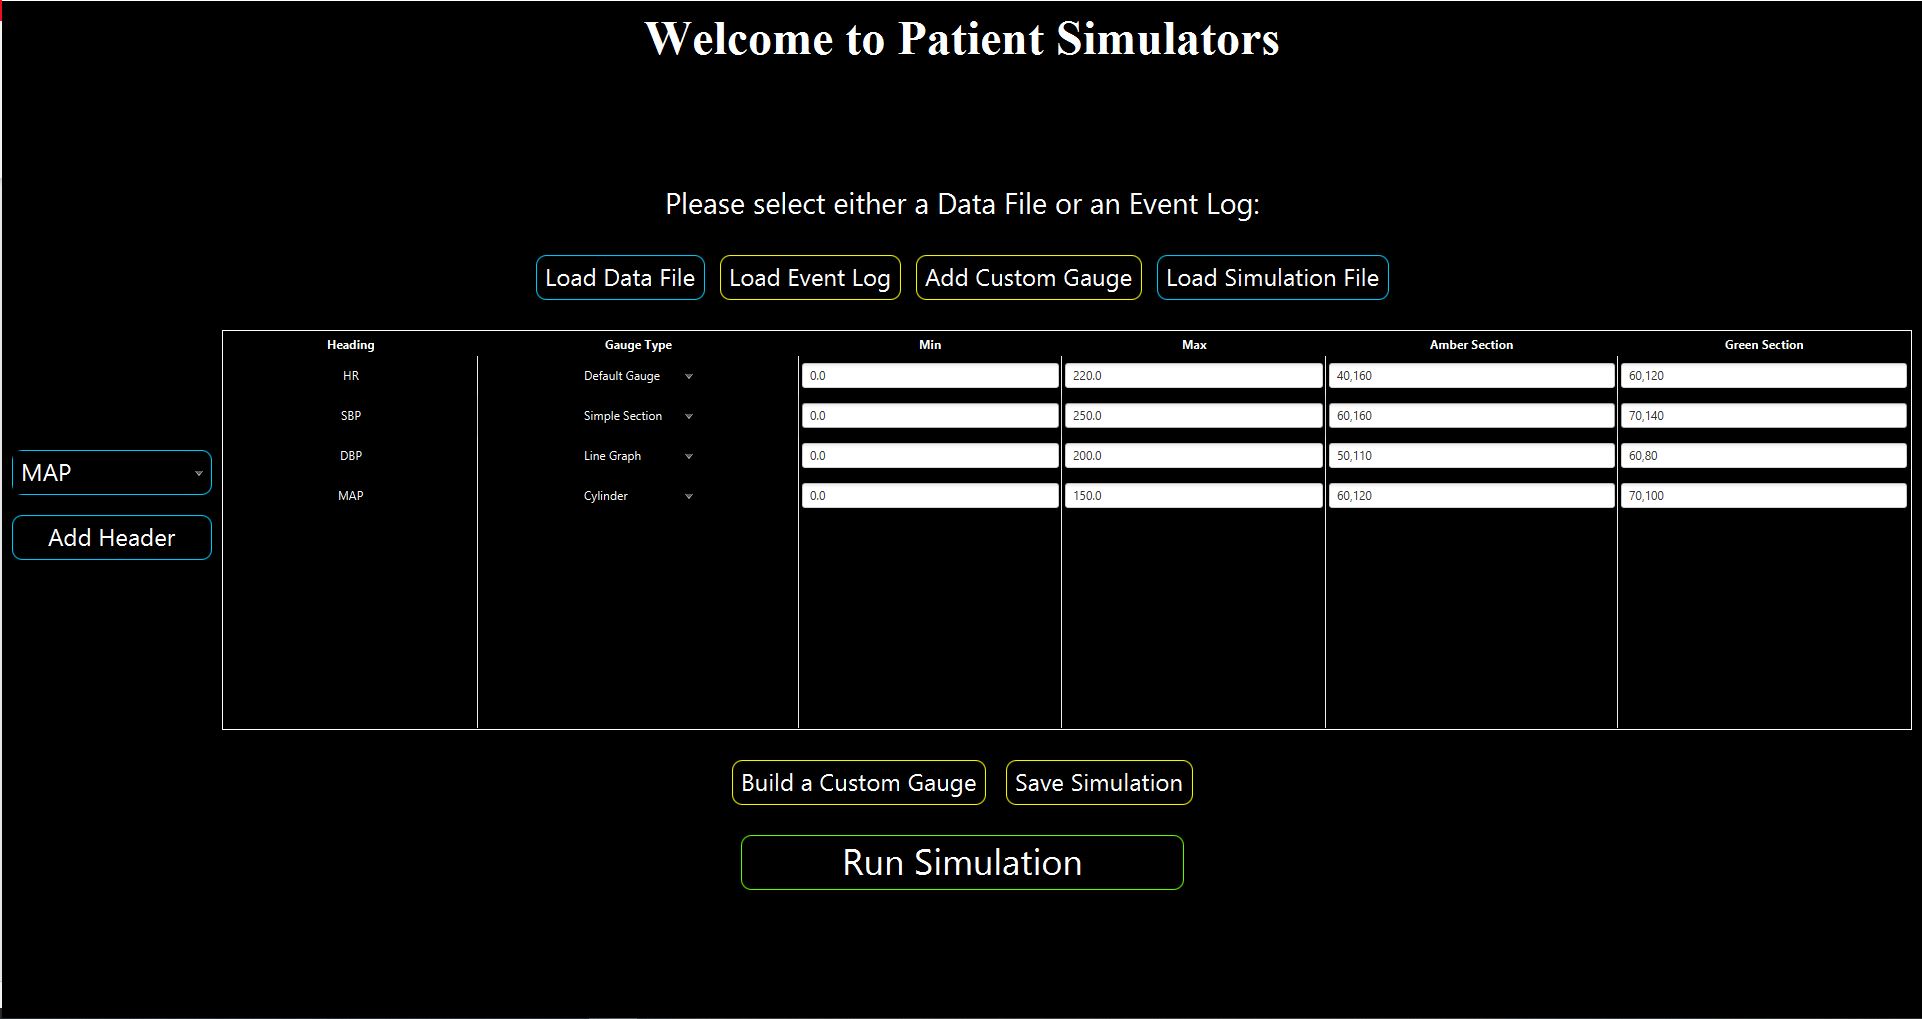 Welcome to Patient Simulators
Please select either a Data File or an Event Log:
Load Data File Load Event Log Add Custom Gauge Load Simulation File
Heading Gauge Type Min Max Amber Section Green Section
HR Default Gauge 0.0 220.0 40,160 60,120
SBP Simple Section 0.0 250.0 60,160 70,140
DBP Line Graph 0.0 200.0 50,110 60,80
MAP
MAP Cylinder 0.0 150.0 60,120 70,100
Add Header
Build a Custom Gauge Save Simulation
Run Simulation